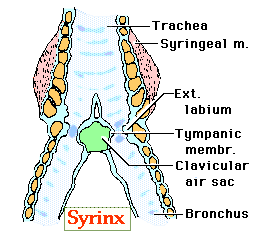 Trachea
Syringeal m.
Ext.
labium
Tympanic
membr.
Clavicular
air sac
Bronchus
Syrinx